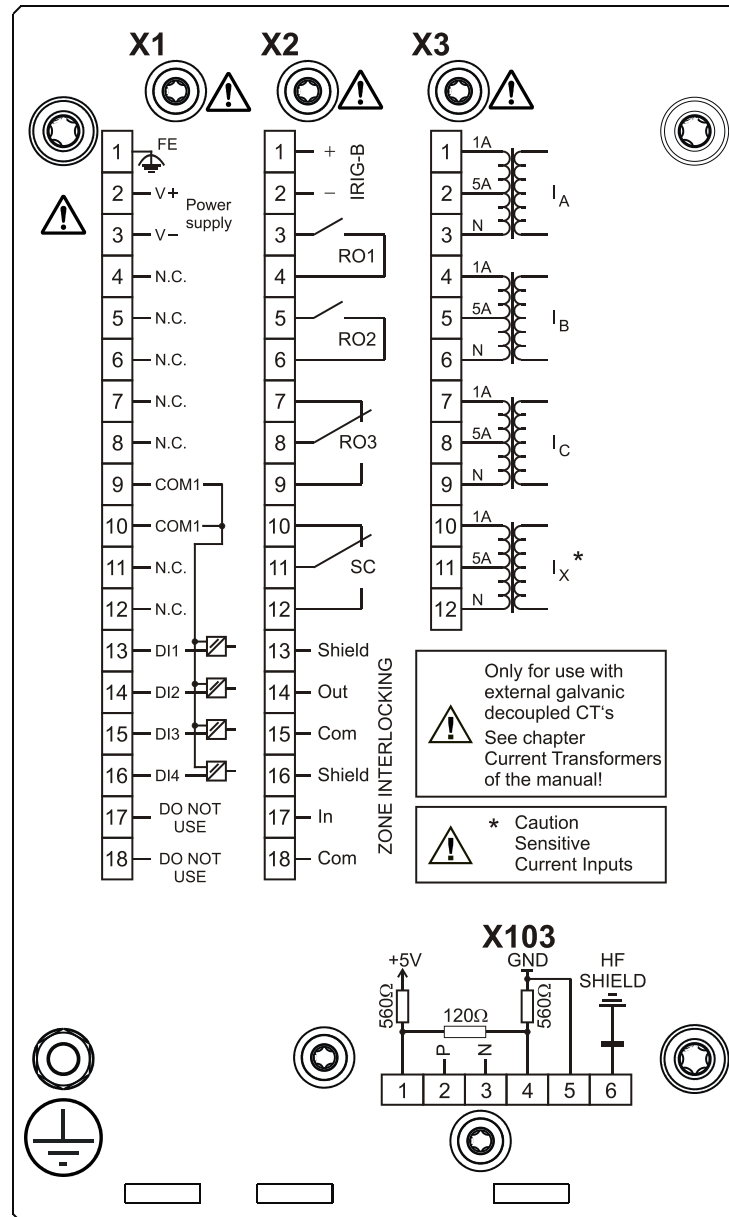 X1
1 FE
2 V+
Power
supply
3 V–
4 N.C.
5 N.C.
6 N.C.
7 N.C.
8 N.C.
9 COM1
10 COM1
11 N.C.
12 N.C.
13 DI1
14 DI2
15 DI3
16 DI4
17 DO NOT
USE
18 DO NOT
USE
X2
1 +
2 –
IRIG-B
3
RO1
4
5
RO2
6
7
8 RO3
9
10
11 SC
12
13 Shield
14 Out
15 Com
16 Shield
17 In
18 Com
ZONE INTERLOCKING
X3
1 1A
2 5A IA
3 N
4 1A
5 5A IB
6 N
7 1A
8 5A IC
9 N
10 1A
11 5A IX *
12 N
Only for use with
external galvanic
decoupled CT‘s
See chapter
Current Transformers
of the manual!
* Caution
Sensitive
Current Inputs
X103
+5V GND HF
SHIELD
560Ω 120Ω 560Ω
P N
1 2 3 4 5 6